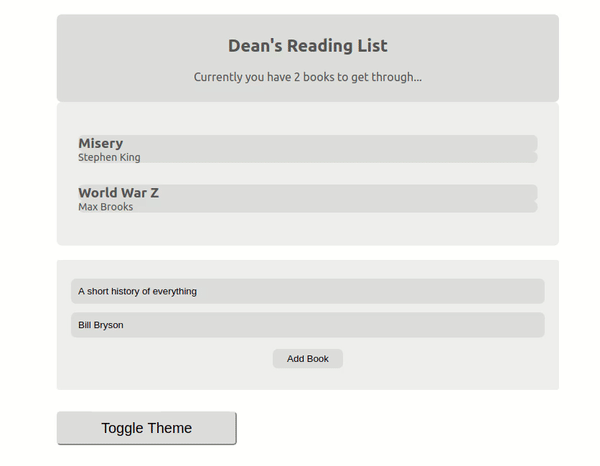 Dean's Reading List
Currently you have 2 books to get through...
Misery
Stephen King
World War Z
Max Brooks
A short history of everything
Bill Bryson
Add Book
Toggle Theme